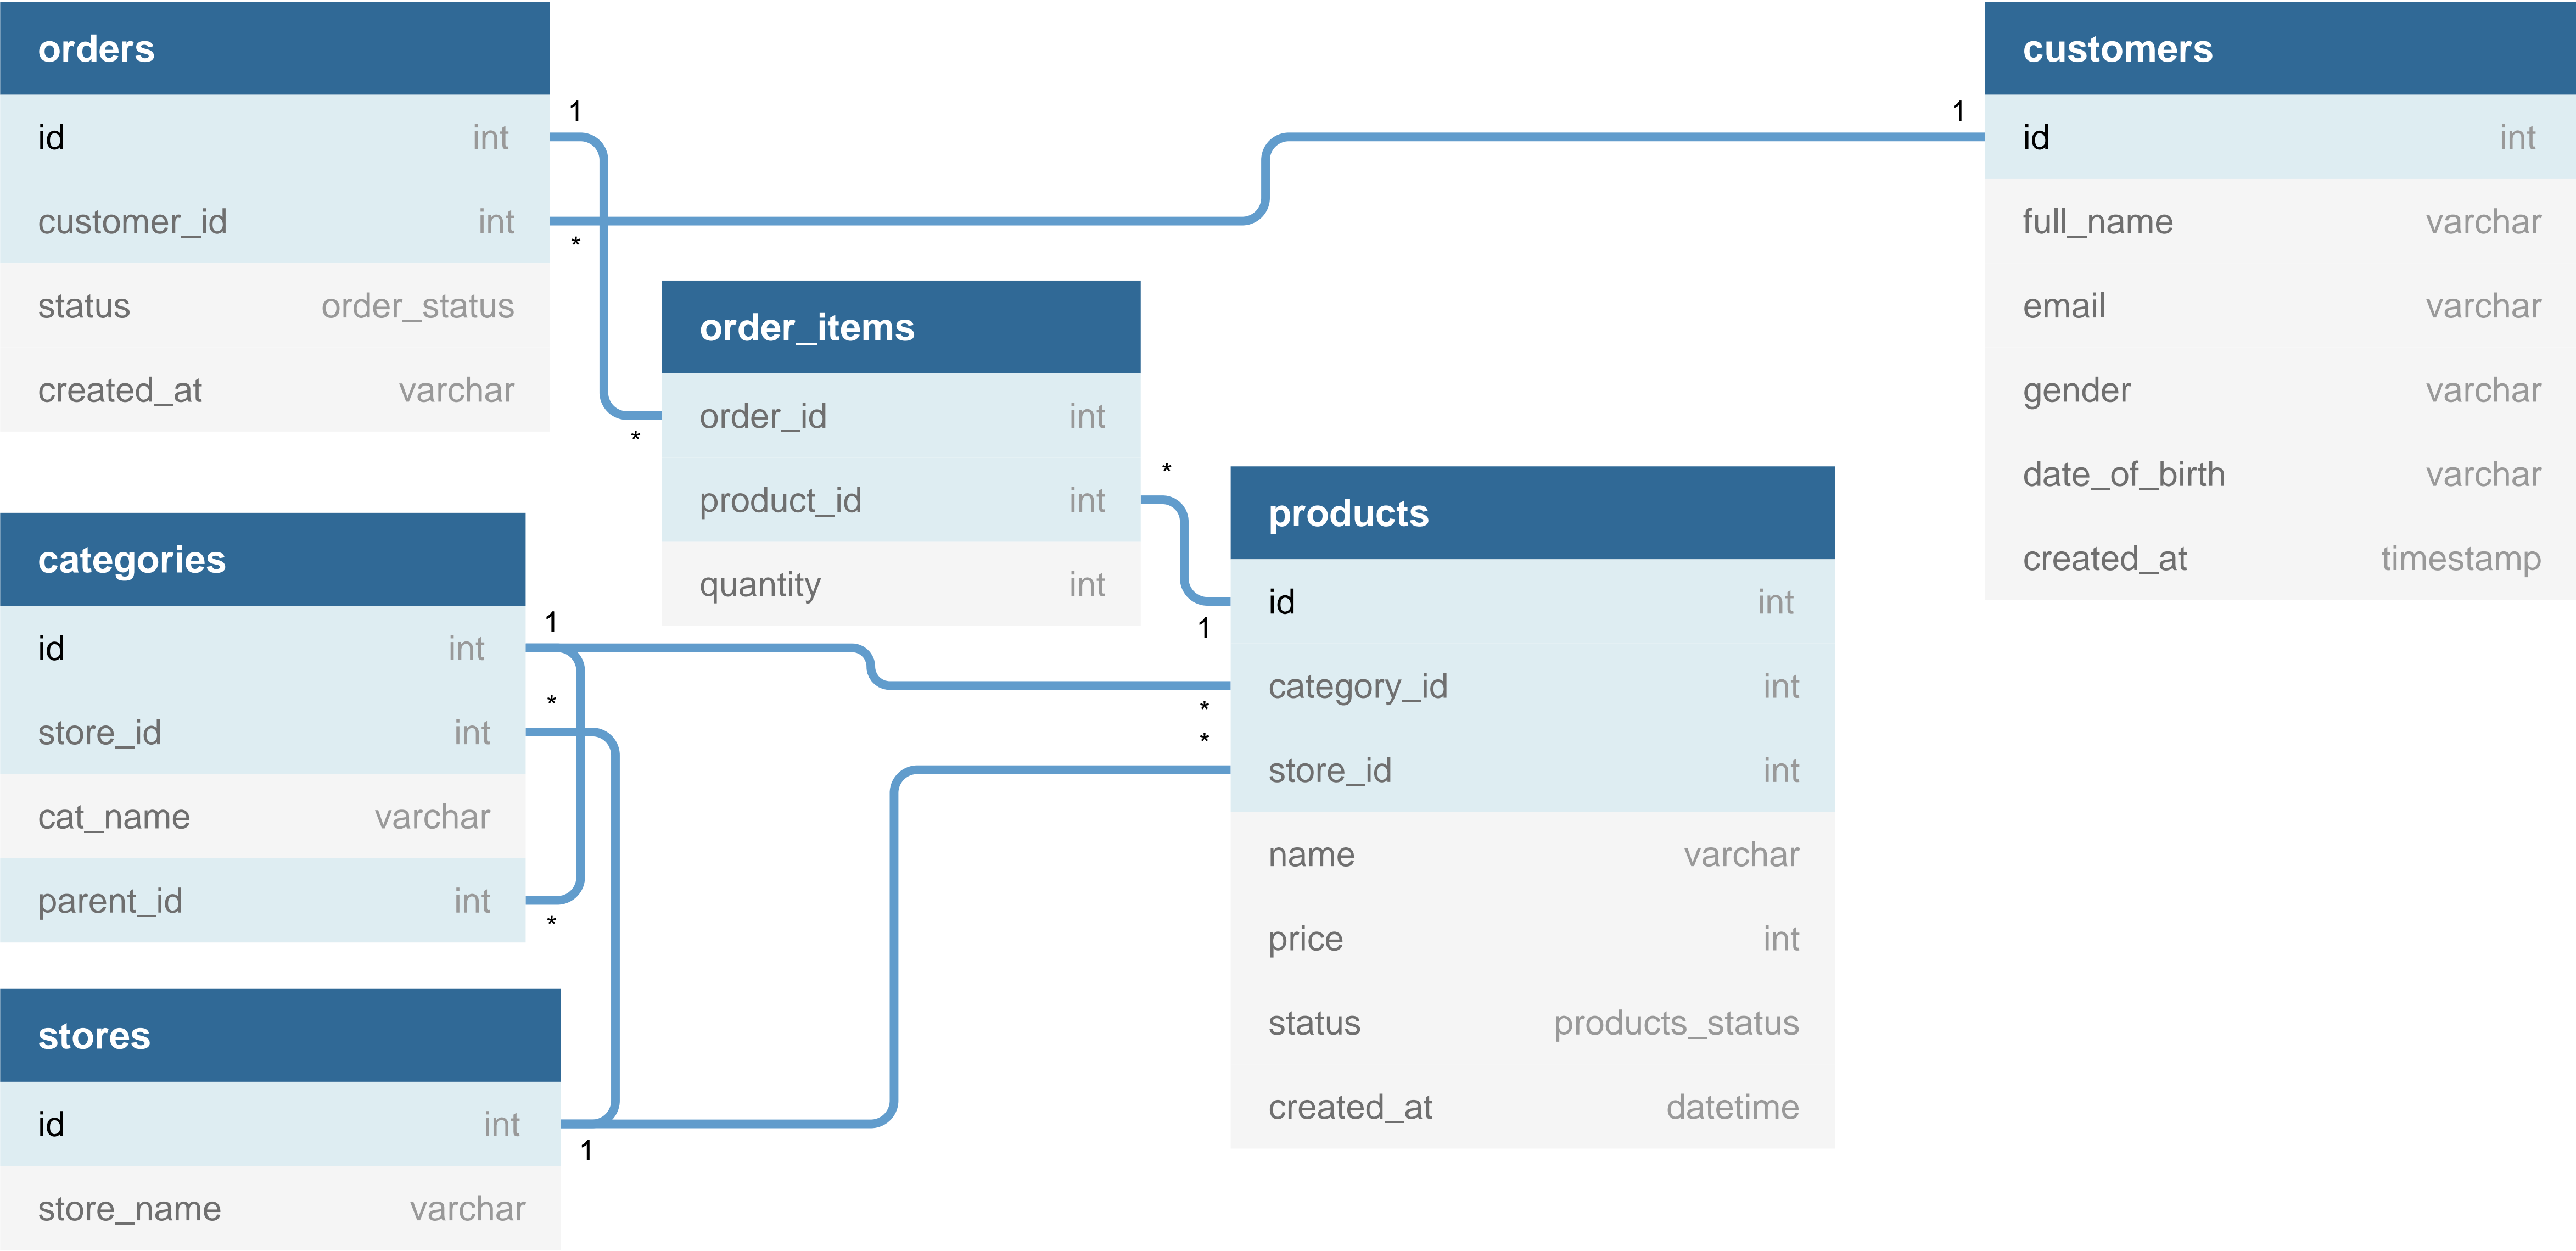 orders
id int
customer_id int
status order_status
created_at varchar
1
*
customers
1
id int
full_name varchar
email varchar
gender varchar
date_of_birth varchar
created_at timestamp
order_items
order_id int
product_id int
quantity int
*
*
1
products
id int
category_id int
store_id int
name varchar
price int
status products_status
created_at datetime
*
*
categories
id int
store_id int
cat_name varchar
parent_id int
1
*
*
stores
id int
store_name varchar
1